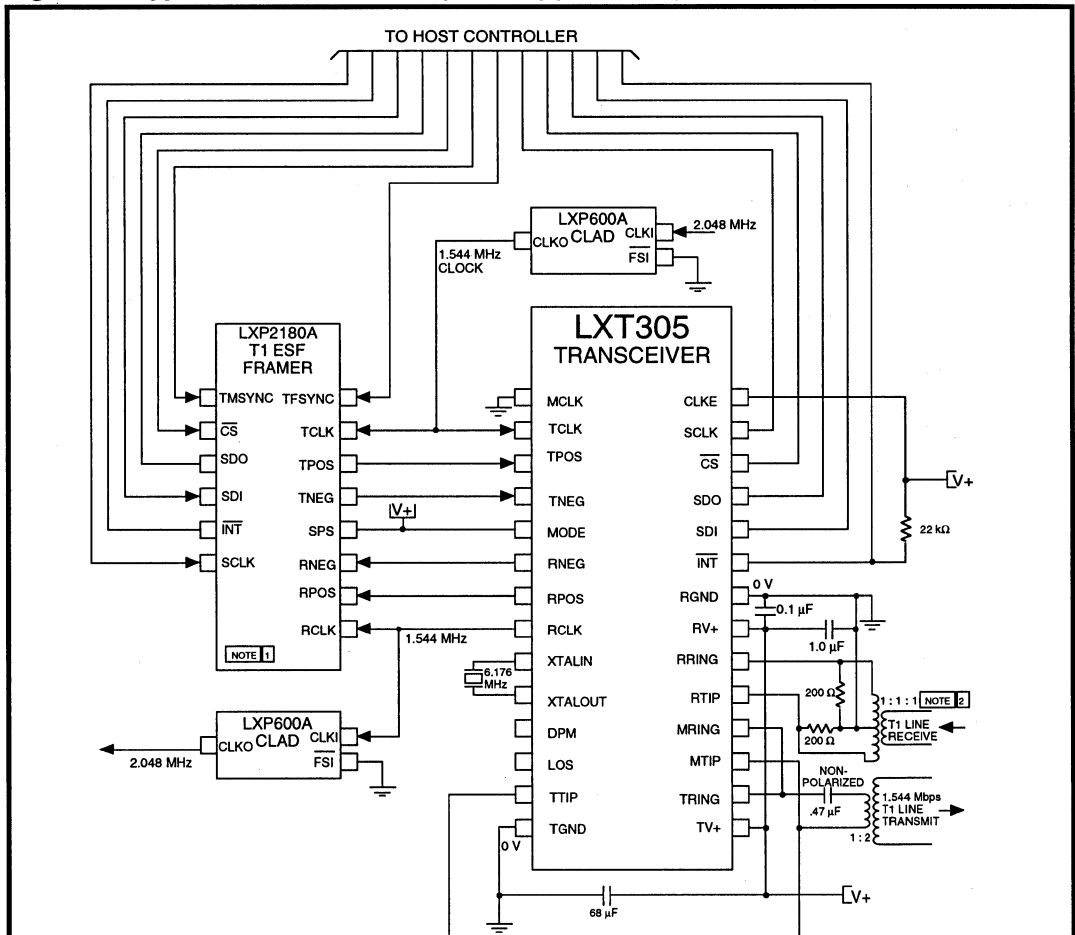 TO HOST CONTROLLER
LXP600A
CLAD
CLKO
CLKI
FSI
2.048 MHz
1.544 MHz
CLOCK
LXP2180A
T1 ESF
FRAMER
TMSYNC
TFSYNC
CS
TCLK
SDO
TPOS
SDI
TNEG
INT
SPS
SCLK
RNEG
RPOS
RCLK
NOTE 1
V+
1.544 MHz
LXT305
TRANSCEIVER
MCLK
CLKE
TCLK
SCLK
TPOS
CS
TNEG
SDO
MODE
SDI
RNEG
INT
RPOS
RGND
RCLK
RV+
XTALIN
RRING
XTALOUT
RTIP
DPM
MRING
LOS
MTIP
TTIP
TRING
TGND
TV+
V+
22 kΩ
0 V
0.1 µF
1.0 µF
6.176
MHz
200 Ω
200 Ω
1 : 1 : 1 NOTE 2
T1 LINE
RECEIVE
NON-
POLARIZED
.47 µF
1.544 Mbps
T1 LINE
TRANSMIT
1 : 2
LXP600A
CLAD
CLKO
CLKI
FSI
2.048 MHz
0 V
68 µF
V+